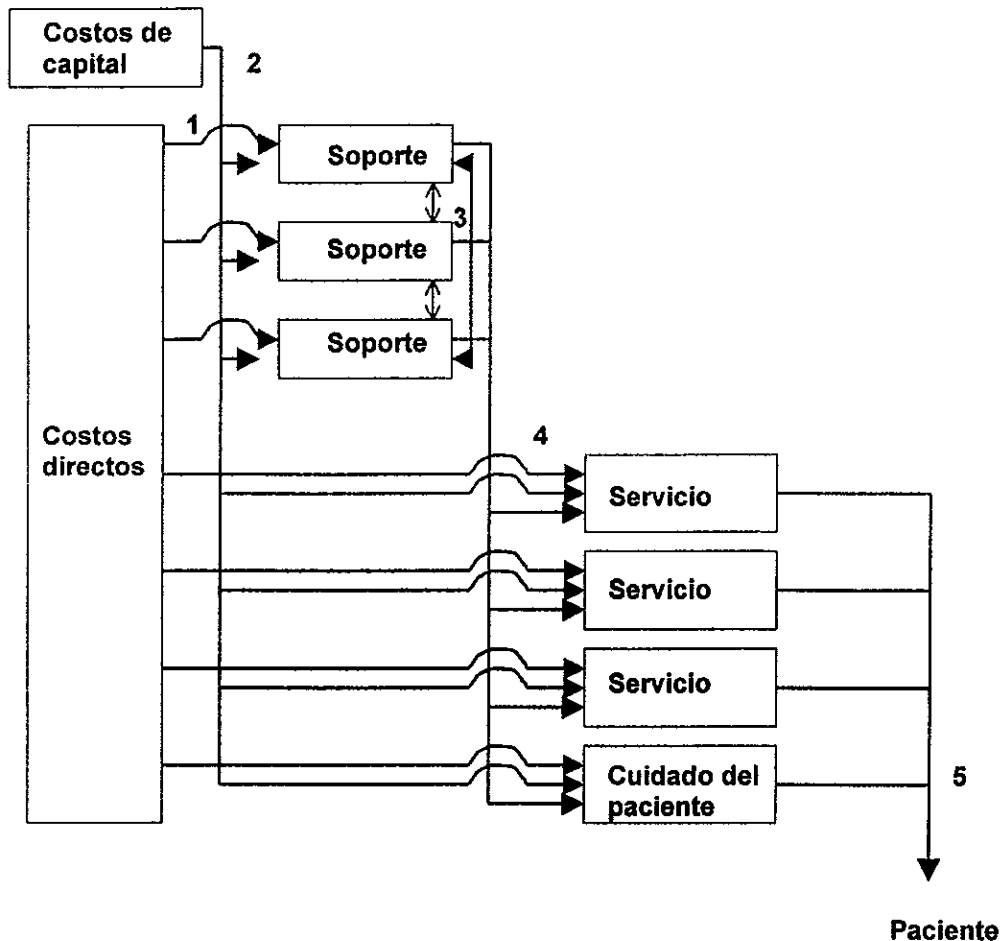 Costos de
capital
2
1
Soporte
3
Soporte
Soporte
Costos
directos
4
Servicio
Servicio
Servicio
Cuidado del
paciente
5
Paciente